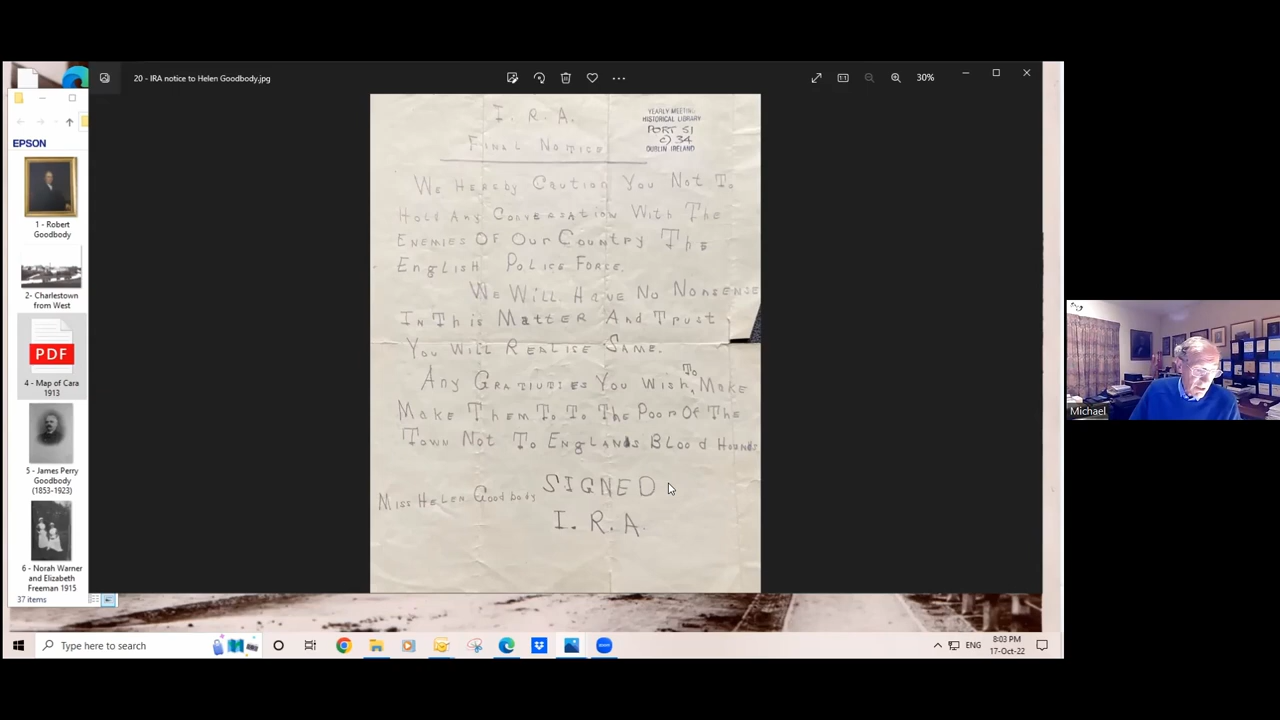 20 - IRA notice to Helen Goodbody.jpg
30%
EPSON
1 - Robert
Goodbody
2- Charlestown
from West
PDF
4 - Map of Cara
1913
5 - James Perry
Goodbody
(1853-1923)
6 - Norah Warner
and Elizabeth
Freeman 1915
37 items
I. R. A.
FINAL NOTICE
YEARLY MEETING
HISTORICAL LIBRARY
PORT 51
c) 34
DUBLIN IRELAND
WE HEREBY CAUTION YOU NOT TO
HOLD ANY CONVERSATION WITH THE
ENEMIES OF OUR COUNTRY THE
ENGLISH POLICE FORCE.
WE WILL HAVE NO NONSENSE
IN THIS MATTER AND TRUST
YOU WILL REALISE SAME.
ANY GRATIUTIES YOU WISH, TO MAKE
MAKE THEM TO TO THE POOR OF THE
TOWN NOT TO ENGLANDS BLOOD HOUNDS
MISS HELEN Goodbody SIGNED
I. R. A.
Michael
Type here to search
ENG
8:03 PM
17-Oct-22